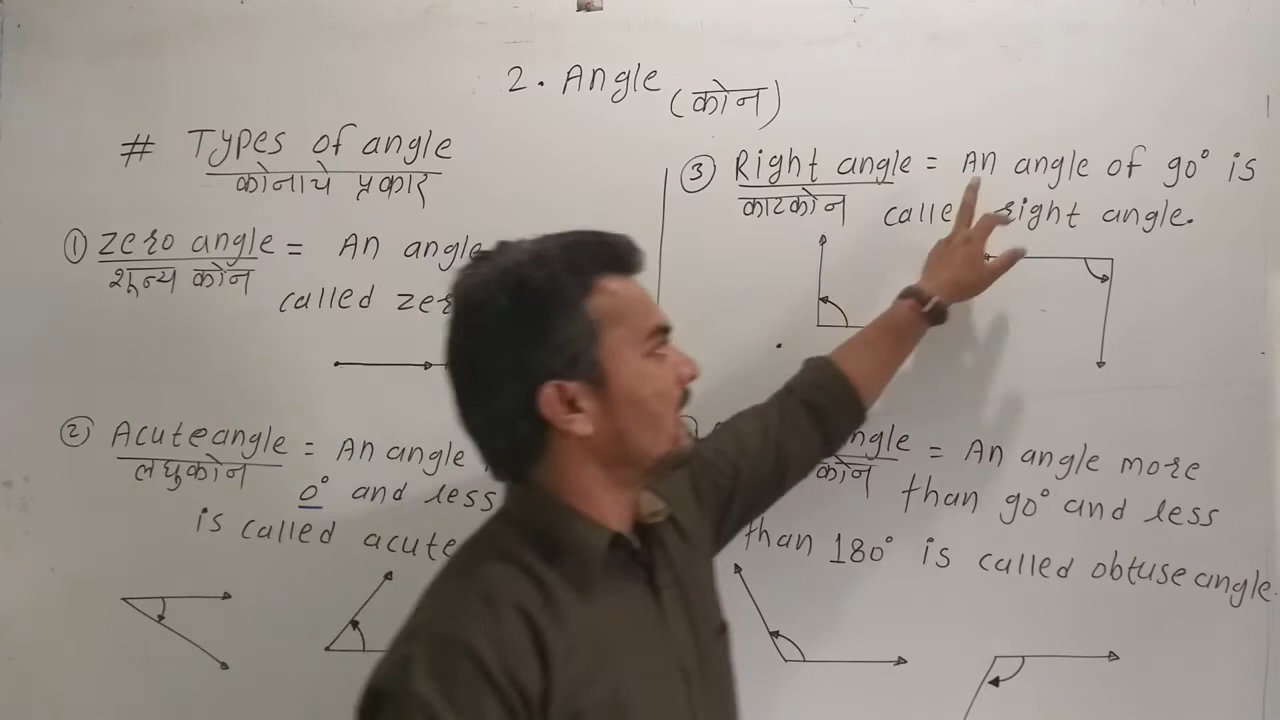 2. Angle (कोन)
# Types of angle
कोनाचे प्रकार
① Zero angle = An angle
शून्य कोन
called
② Acute angle = An angle
लघुकोन
0° and less
is called acute
③ Right angle = An angle of 90° is
काटकोन
called right angle.
= An angle more
कोन
than 90° and less
than 180° is called obtuse angle.